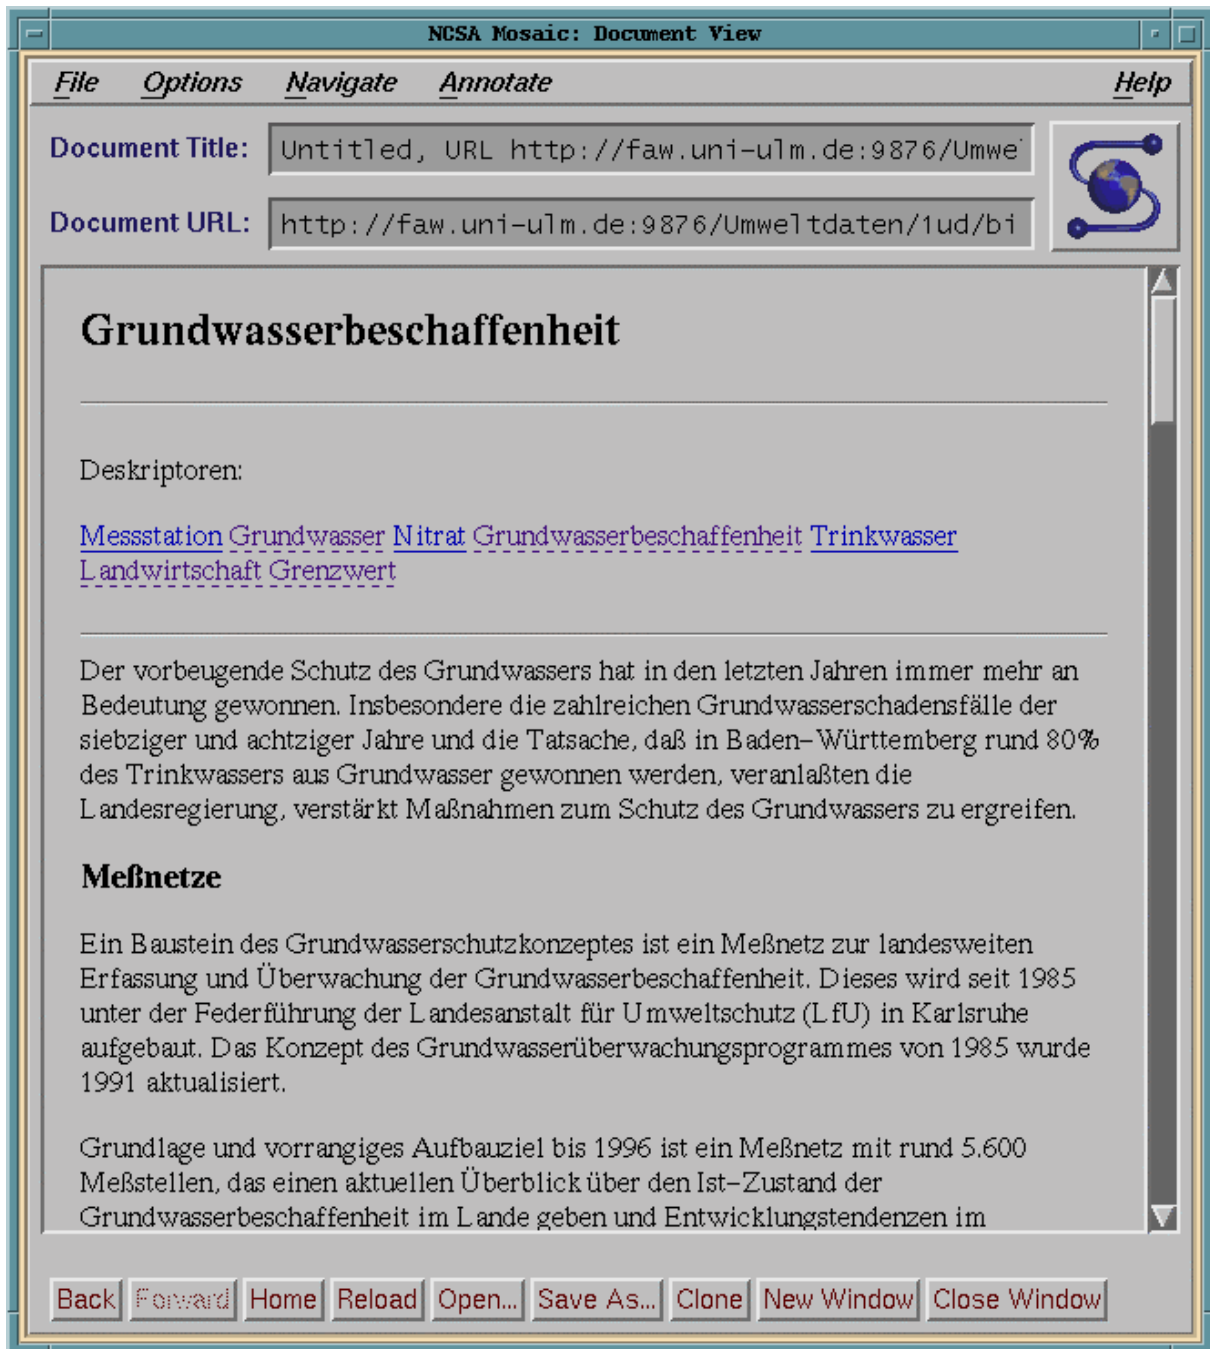 NCSA Mosaic: Document View
File Options Navigate Annotate Help
Document Title: Untitled, URL http://faw.uni-ulm.de:9876/Umwe
Document URL: http://faw.uni-ulm.de:9876/Umweltdaten/1ud/bi
Grundwasserbeschaffenheit
Deskriptoren:
Messstation Grundwasser Nitrat Grundwasserbeschaffenheit Trinkwasser
Landwirtschaft Grenzwert
Der vorbeugende Schutz des Grundwassers hat in den letzten Jahren immer mehr an
Bedeutung gewonnen. Insbesondere die zahlreichen Grundwasserschadensfälle der
siebziger und achtziger Jahre und die Tatsache, daß in Baden-Württemberg rund 80%
des Trinkwassers aus Grundwasser gewonnen werden, veranlaßten die
Landesregierung, verstärkt Maßnahmen zum Schutz des Grundwassers zu ergreifen.
Meßnetze
Ein Baustein des Grundwasserschutzkonzeptes ist ein Meßnetz zur landesweiten
Erfassung und Überwachung der Grundwasserbeschaffenheit. Dieses wird seit 1985
unter der Federführung der Landesanstalt für Umweltschutz (LfU) in Karlsruhe
aufgebaut. Das Konzept des Grundwasserüberwachungsprogrammes von 1985 wurde
1991 aktualisiert.
Grundlage und vorrangiges Aufbauziel bis 1996 ist ein Meßnetz mit rund 5.600
Meßstellen, das einen aktuellen Überblick über den Ist-Zustand der
Grundwasserbeschaffenheit im Lande geben und Entwicklungstendenzen im
Back Forward Home Reload Open... Save As... Clone New Window Close Window